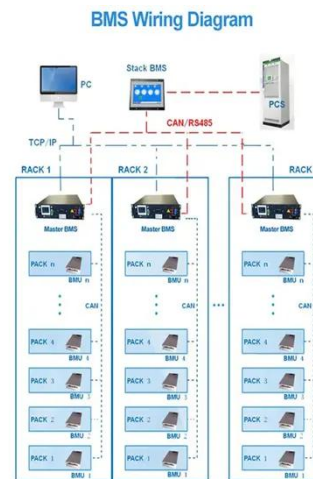 BMS Wiring Diagram
PC
Stack BMS
PCS
CAN/RS485
TCP/IP
RACK 1
RACK 2
RACK
Master BMS
Master BMS
Master BMS
PACK n
BMU n
PACK n
BMU n
PACK n
BMU n
CAN
CAN
CAN
PACK 4
BMU 4
PACK 4
BMU 4
PACK 4
BMU 4
PACK 3
BMU 3
PACK 3
BMU 3
PACK 3
BMU 3
PACK 2
BMU 2
PACK 2
BMU 2
PACK 2
BMU 2
PACK 1
BMU 1
PACK 1
BMU 1
PACK 1
BMU 1